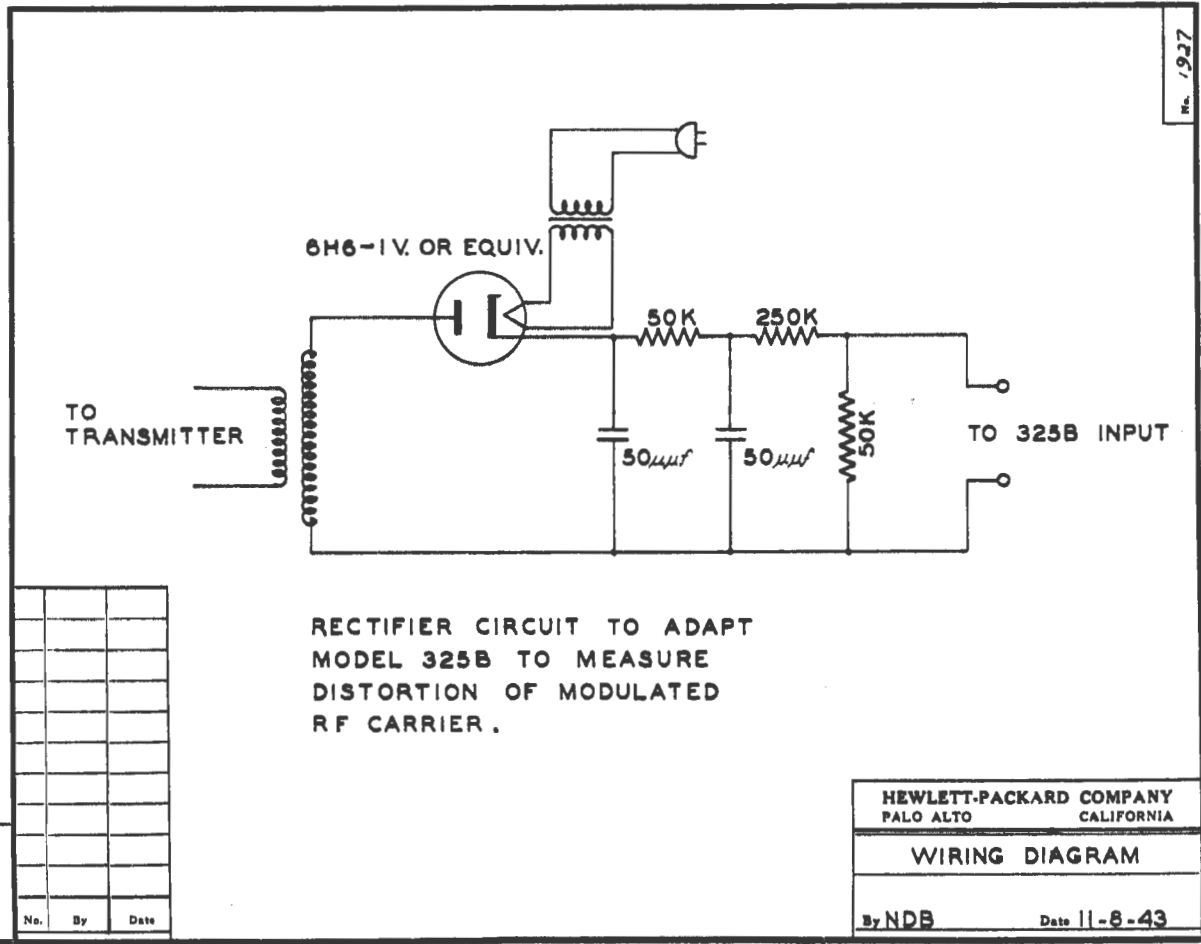 No. 1927
6H6-1V. OR EQUIV.
50K
250K
TO
TRANSMITTER
50μμf
50μμf
50K
TO 325B INPUT
RECTIFIER CIRCUIT TO ADAPT
MODEL 325B TO MEASURE
DISTORTION OF MODULATED
RF CARRIER.
HEWLETT-PACKARD COMPANY
PALO ALTO CALIFORNIA
WIRING DIAGRAM
By NDB Date 11-8-43
No. By Date